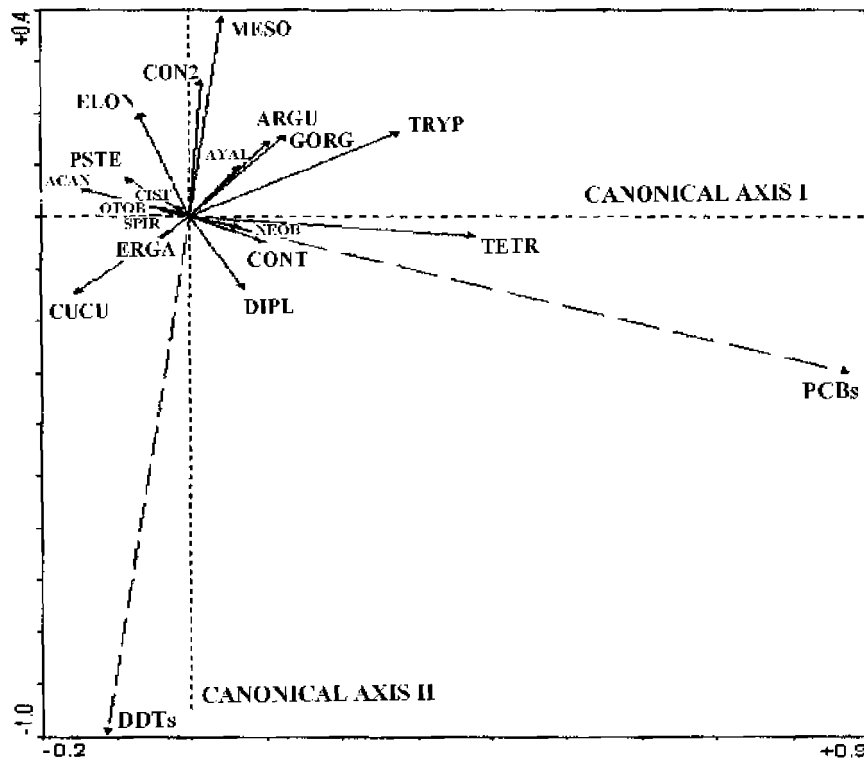 +0.4
MESO
CON2
ELON
ARGU
TRYP
GORG
AYAL
PSTE
ACAN
CIST
CANONICAL AXIS I
OTOB
SPIR
NEOB
ERGA
CONT
TETR
CUCU
DIPL
PCBs
CANONICAL AXIS II
DDTs
-1.0
-0.2
+0.9